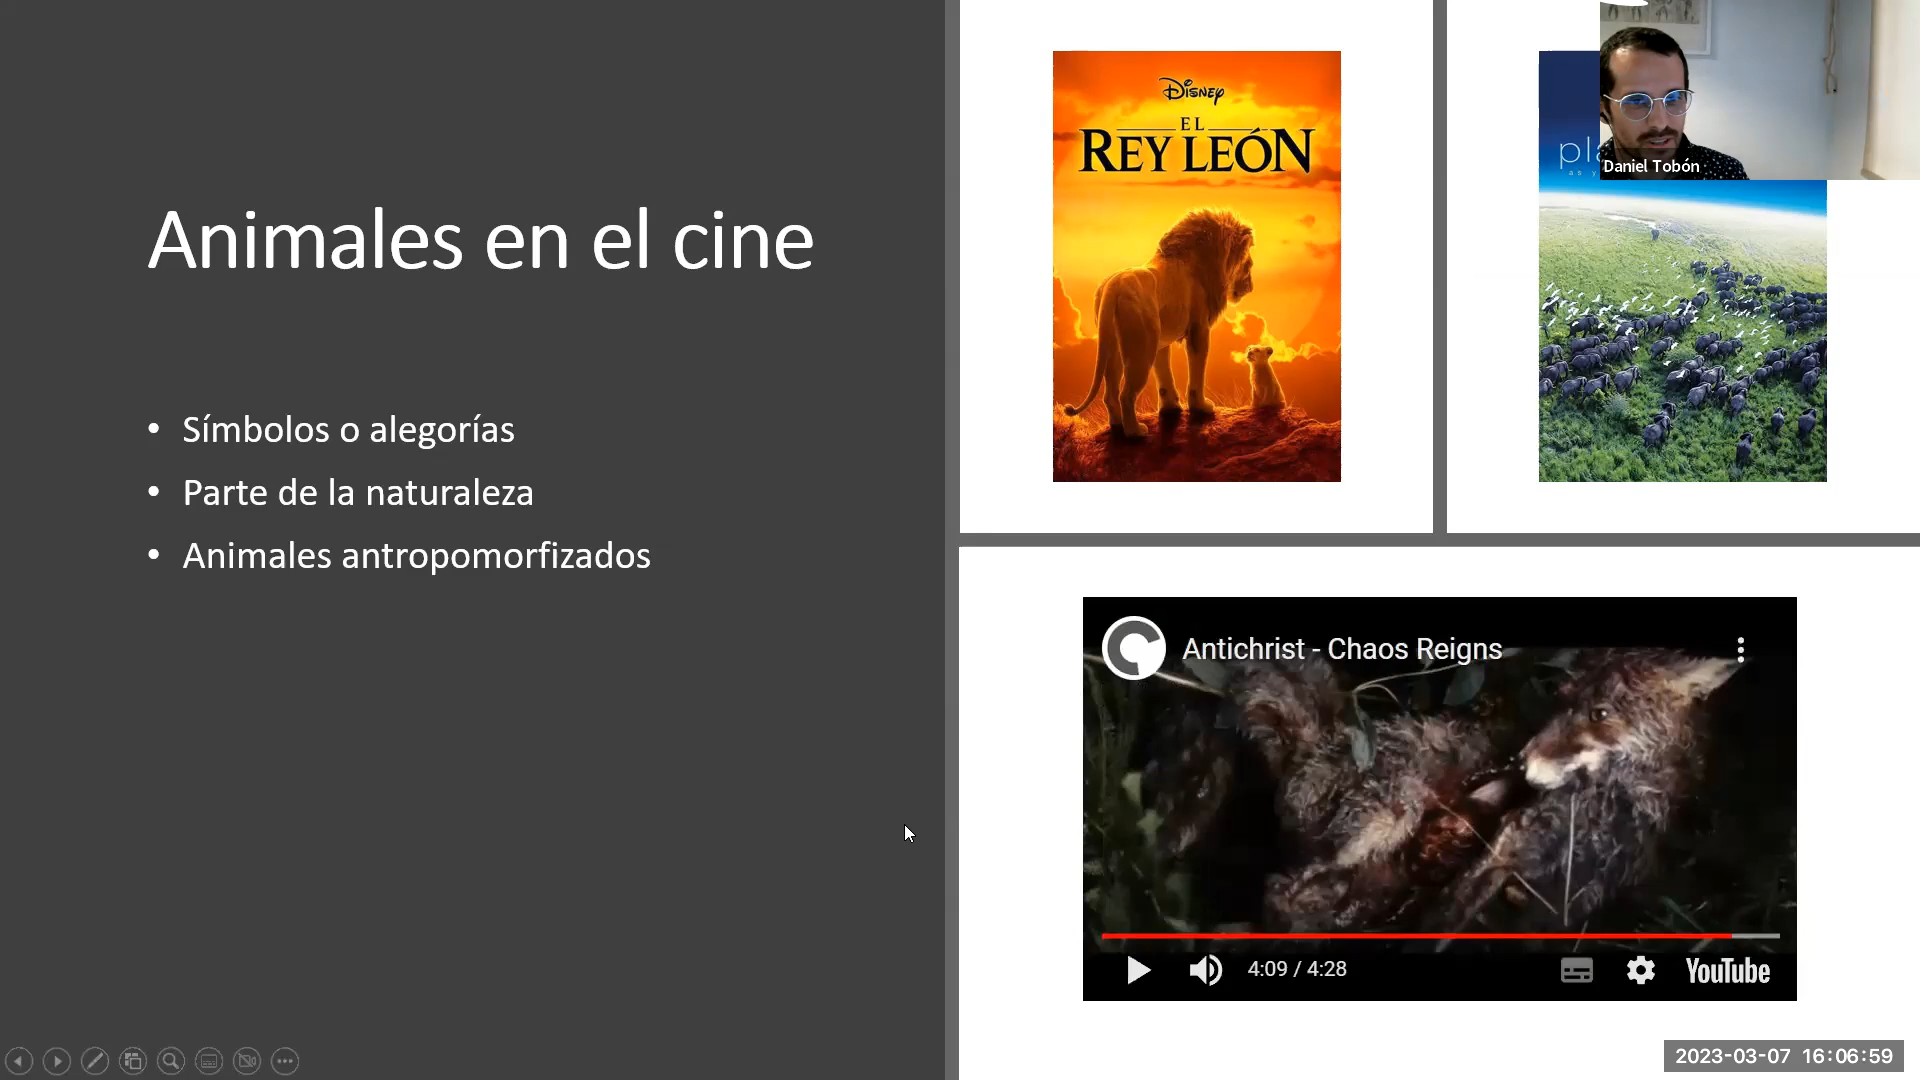 Animales en el cine
• Símbolos o alegorías
• Parte de la naturaleza
• Animales antropomorfizados
Disney
EL
REY LEÓN
Daniel Tobón
Antichrist - Chaos Reigns
4:09 / 4:28
YouTube
2023-03-07 16:06:59